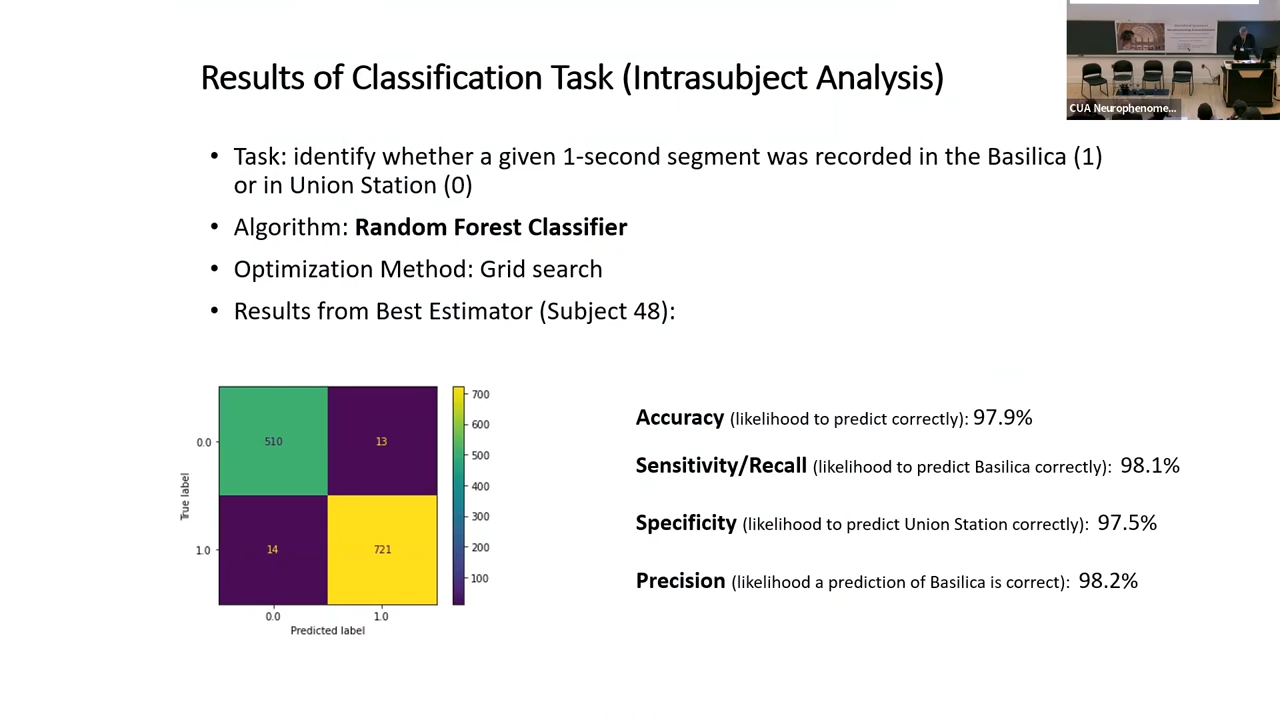 Results of Classification Task (Intrasubject Analysis)
CUA Neurophenome...
• Task: identify whether a given 1-second segment was recorded in the Basilica (1)
or in Union Station (0)
• Algorithm: Random Forest Classifier
• Optimization Method: Grid search
• Results from Best Estimator (Subject 48):
True label
0.0
1.0
510
13
14
721
0.0
1.0
Predicted label
700
600
500
400
300
200
100
Accuracy (likelihood to predict correctly): 97.9%
Sensitivity/Recall (likelihood to predict Basilica correctly): 98.1%
Specificity (likelihood to predict Union Station correctly): 97.5%
Precision (likelihood a prediction of Basilica is correct): 98.2%